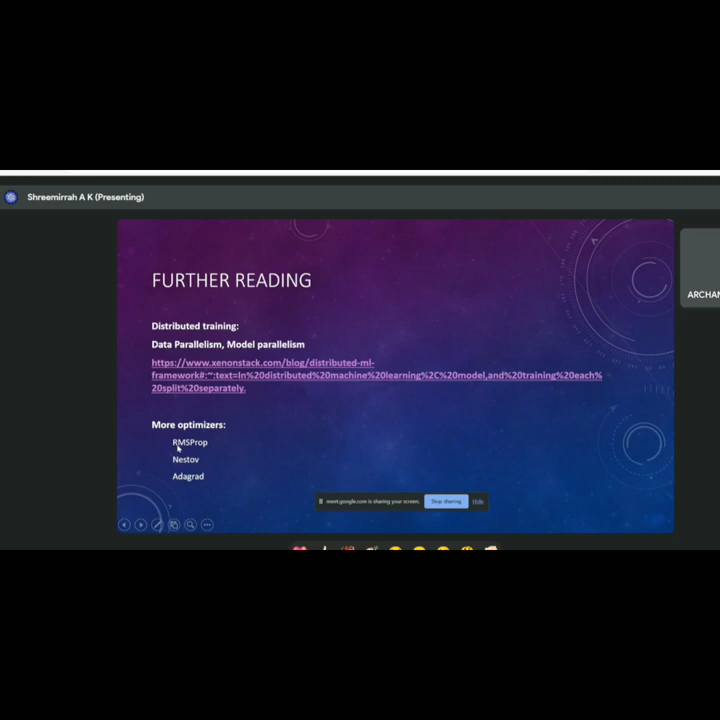 Shreemirrah A K (Presenting)
FURTHER READING
Distributed training:
Data Parallelism, Model parallelism
https://www.xenonstack.com/blog/distributed-ml-
framework#:~:text=In%20distributed%20machine%20learning%2C%20model,and%20training%20each%
20split%20separately.
More optimizers:
RMSProp
Nestov
Adagrad
meet.google.com is sharing your screen.
Stop sharing
Hide
ARCHAN